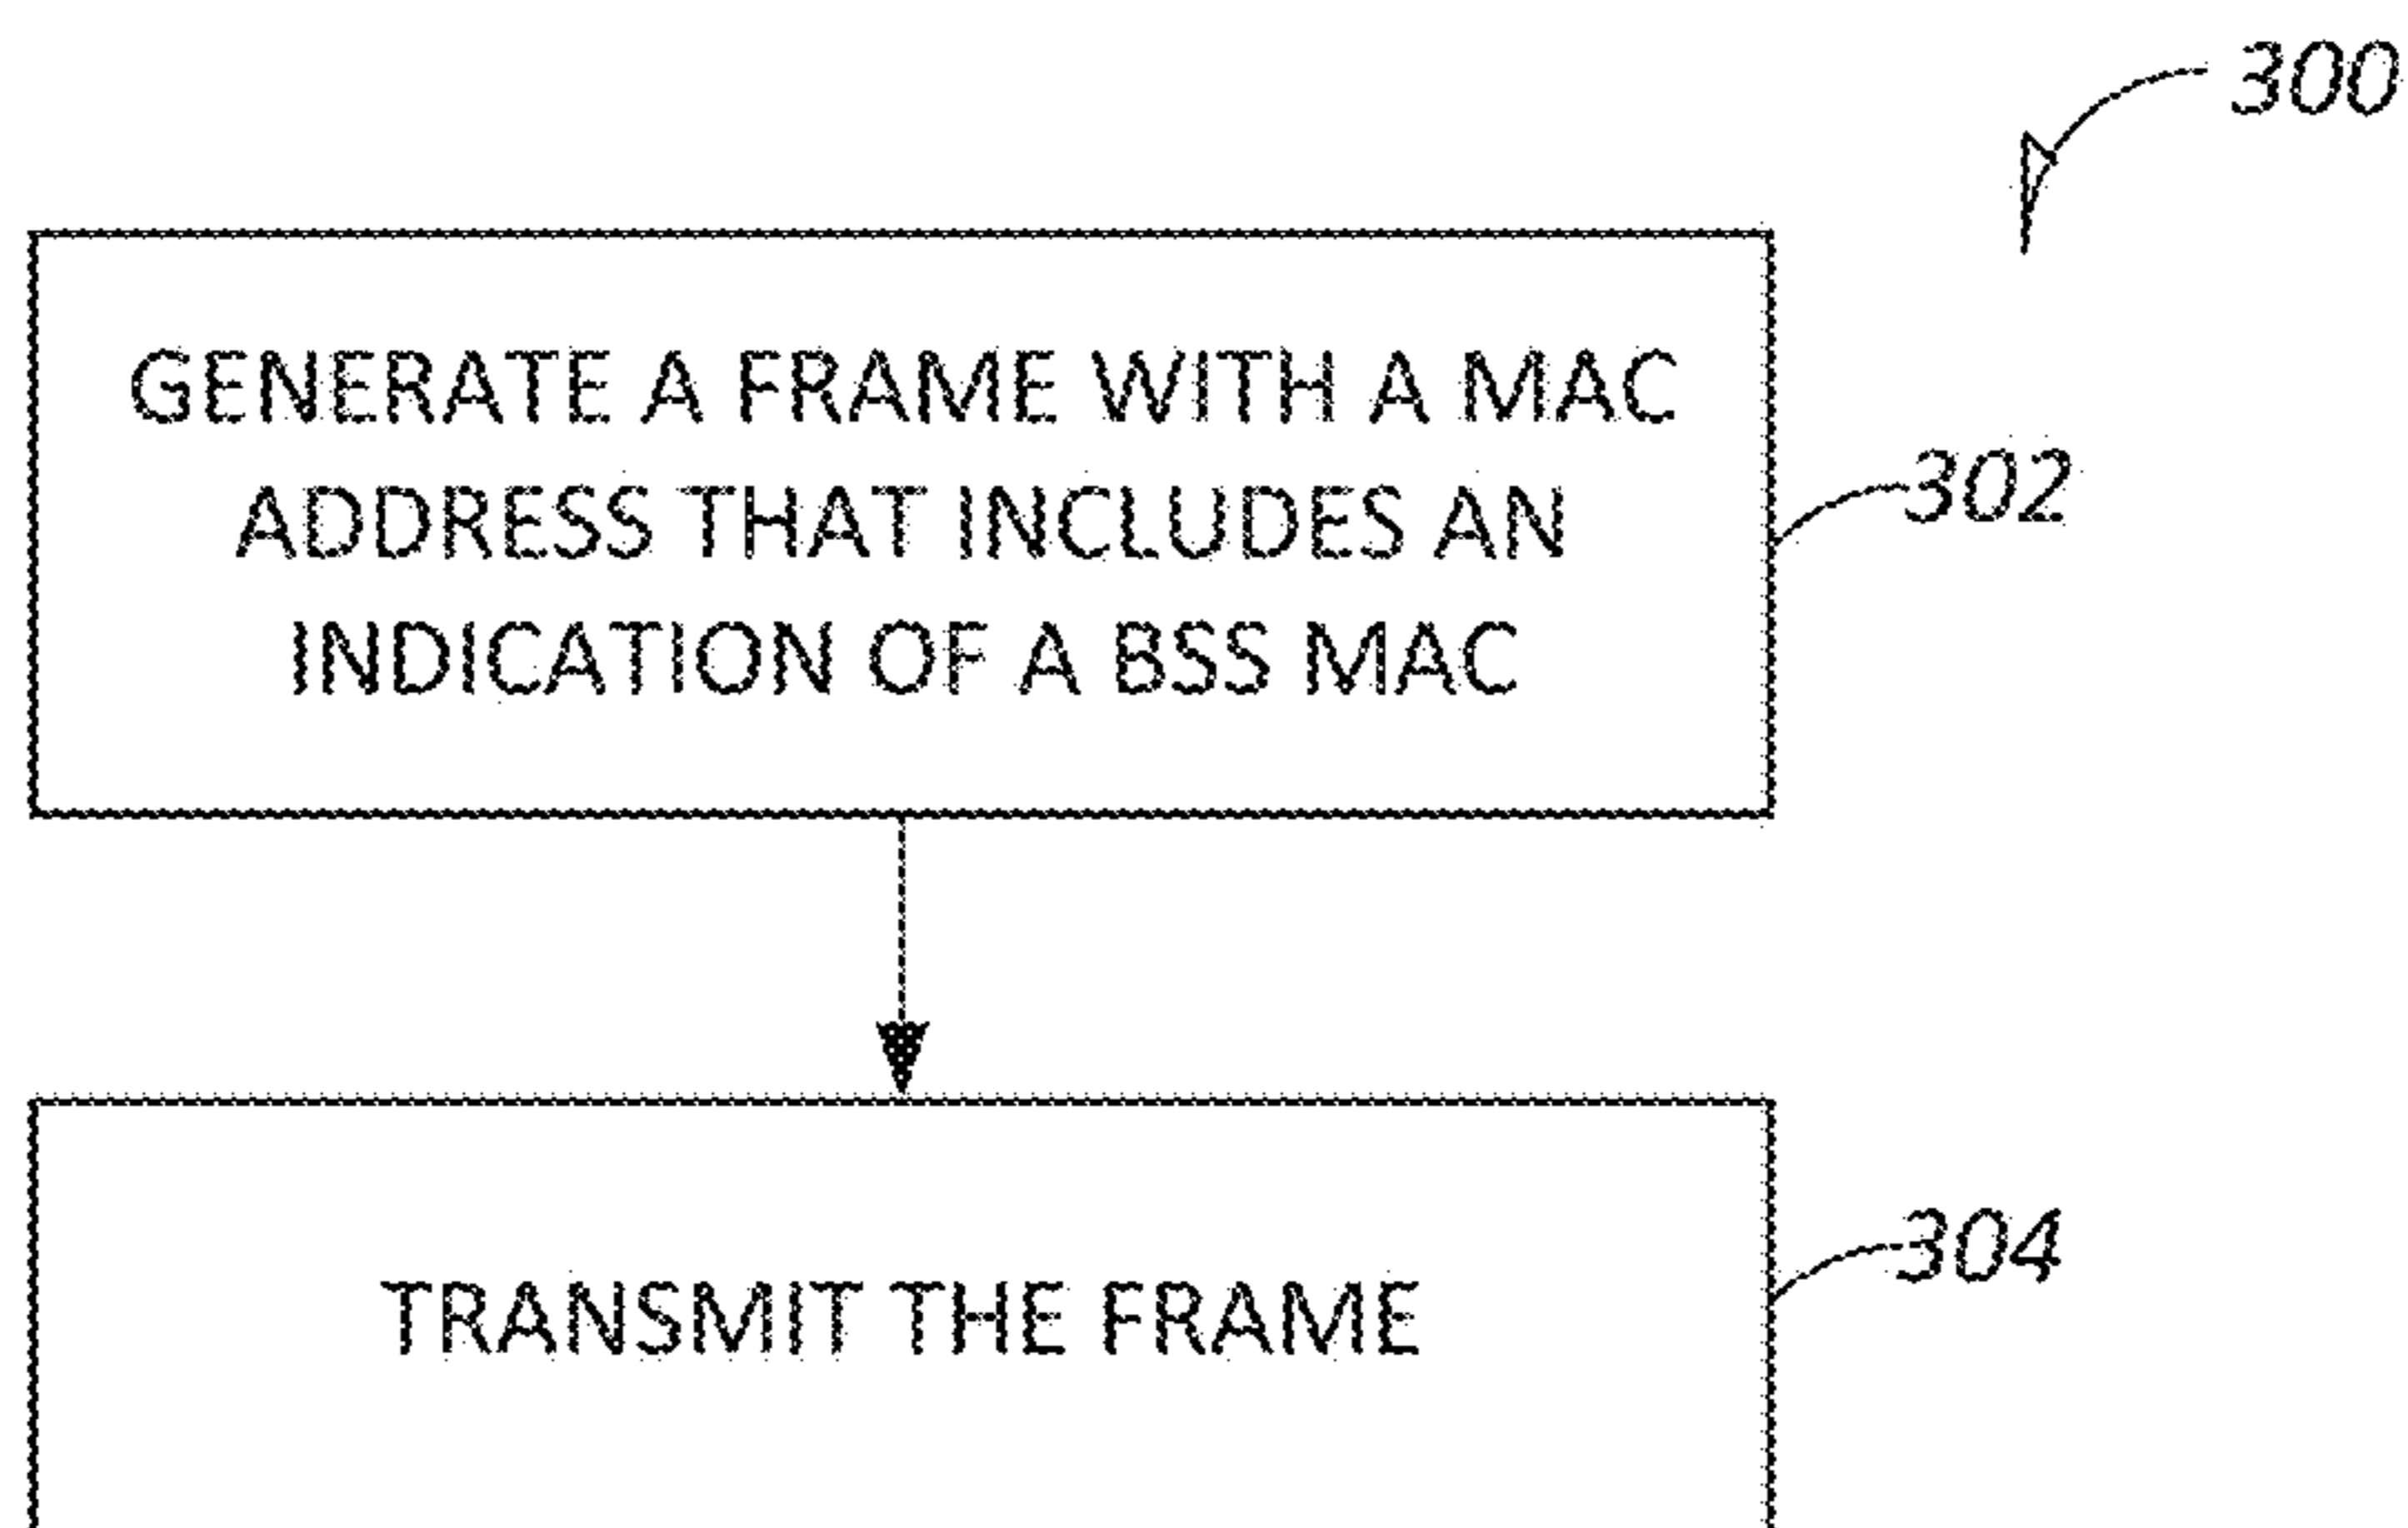 300
GENERATE A FRAME WITH A MAC
ADDRESS THAT INCLUDES AN
INDICATION OF A BSS MAC
302
TRANSMIT THE FRAME
304